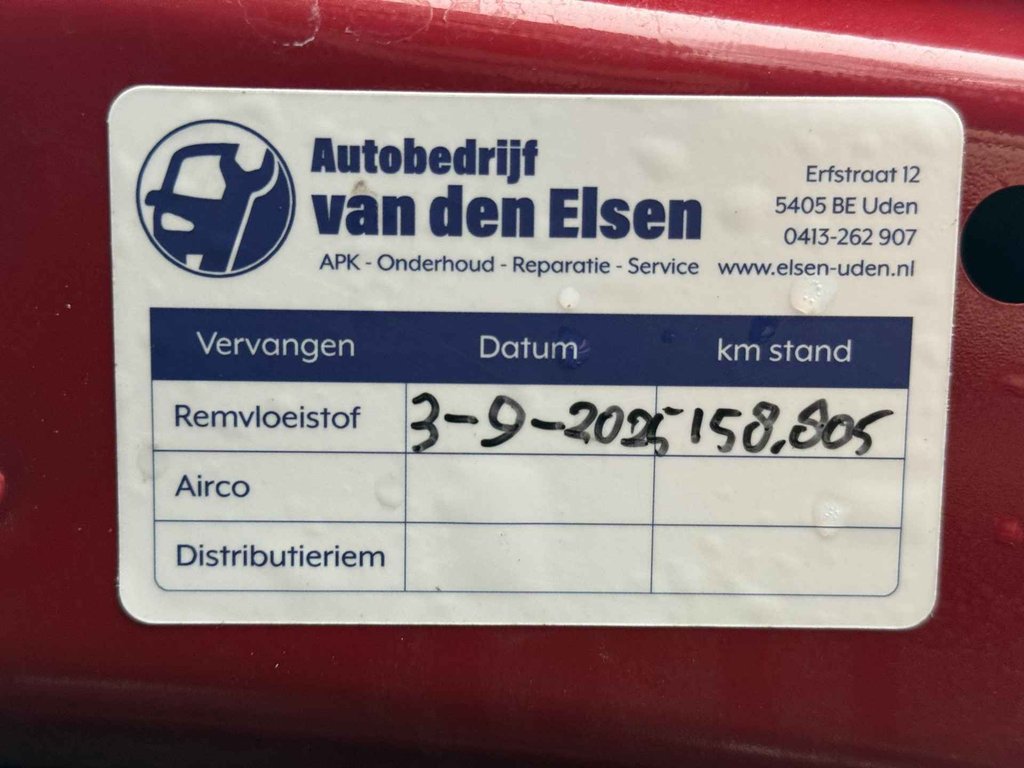 Autobedrijf
van den Elsen
APK - Onderhoud - Reparatie - Service
Erfstraat 12
5405 BE Uden
0413-262 907
www.elsen-uden.nl
Vervangen Datum km stand
Remvloeistof 3-9-2025 158.805
Airco
Distributieriem